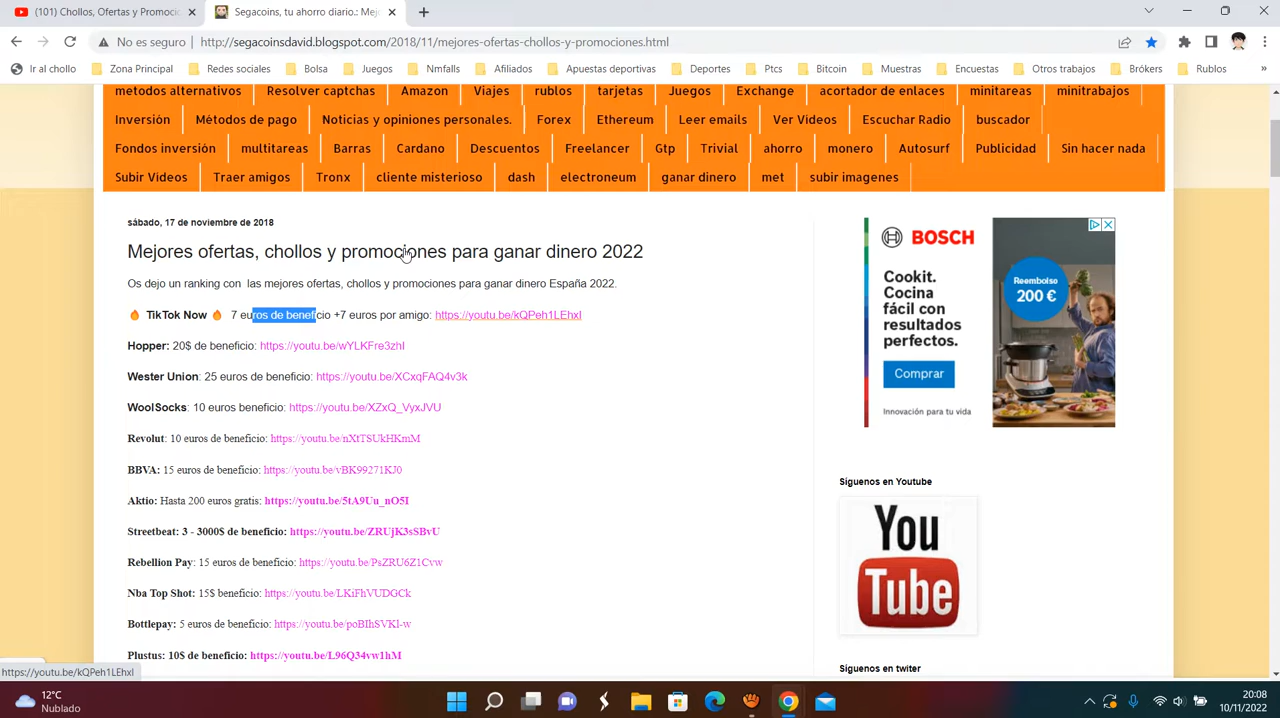 (101) Chollos, Ofertas y Promocio
Segacoins, tu ahorro diario.: Mej
No es seguro
http://segacoinsdavid.blogspot.com/2018/11/mejores-ofertas-chollos-y-promociones.html
Ir al chollo Zona Principal Redes sociales Bolsa Juegos Nmfalls Afiliados Apuestas deportivas Deportes Ptcs Bitcoin Muestras Encuestas Otros trabajos Brókers Rublos »
metodos alternativos Resolver captchas Amazon Viajes rublos tarjetas Juegos Exchange acortador de enlaces minitareas minitrabajos
Inversión Métodos de pago Noticias y opiniones personales. Forex Ethereum Leer emails Ver Videos Escuchar Radio buscador
Fondos inversión multitareas Barras Cardano Descuentos Freelancer Gtp Trivial ahorro monero Autosurf Publicidad Sin hacer nada
Subir Videos Traer amigos Tronx cliente misterioso dash electroneum ganar dinero met subir imagenes
sábado, 17 de noviembre de 2018
Mejores ofertas, chollos y promociones para ganar dinero 2022
Os dejo un ranking con las mejores ofertas, chollos y promociones para ganar dinero España 2022.
🔥 TikTok Now 🔥 7 euros de beneficio +7 euros por amigo: https://youtu.be/kQPeh1LEhxI
Hopper: 20$ de beneficio: https://youtu.be/wYLKFre3zhI
Wester Union: 25 euros de beneficio: https://youtu.be/XCxqFAQ4v3k
WoolSocks: 10 euros beneficio: https://youtu.be/XZxQ_VyxJVU
Revolut: 10 euros de beneficio: https://youtu.be/nXtTSUkHKmM
BBVA: 15 euros de beneficio: https://youtu.be/vBK99271KJ0
Aktio: Hasta 200 euros gratis: https://youtu.be/5tA9Uu_nO5I
Streetbeat: 3 - 3000$ de beneficio: https://youtu.be/ZRUjK3sSBvU
Rebellion Pay: 15 euros de beneficio: https://youtu.be/PsZRU6Z1Cvw
Nba Top Shot: 15$ beneficio: https://youtu.be/LKiFhVUDGCk
Bottlepay: 5 euros de beneficio: https://youtu.be/poBIhSVKl-w
Plustus: 10$ de beneficio: https://youtu.be/L96Q34vw1hM
BOSCH
Cookit.
Cocina
fácil con
resultados
perfectos.
Comprar
Innovación para tu vida
Reembolso
200 €
Siguenos en Youtube
You
Tube
Siguenos en twiter
https://youtu.be/kQPeh1LEhxI
12°C
Nublado
20:08
10/11/2022